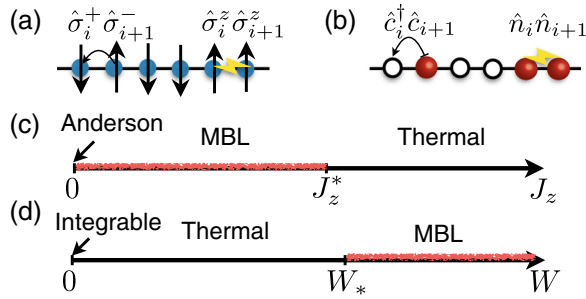 (a) σ̂ᵢ⁺σ̂ᵢ₊₁⁻ σ̂ᵢᶻσ̂ᵢ₊₁ᶻ
(b) ĉᵢ†ĉᵢ₊₁ n̂ᵢn̂ᵢ₊₁
(c) Anderson
MBL Thermal
0 J_z^* J_z
(d) Integrable
Thermal MBL
0 W_* W